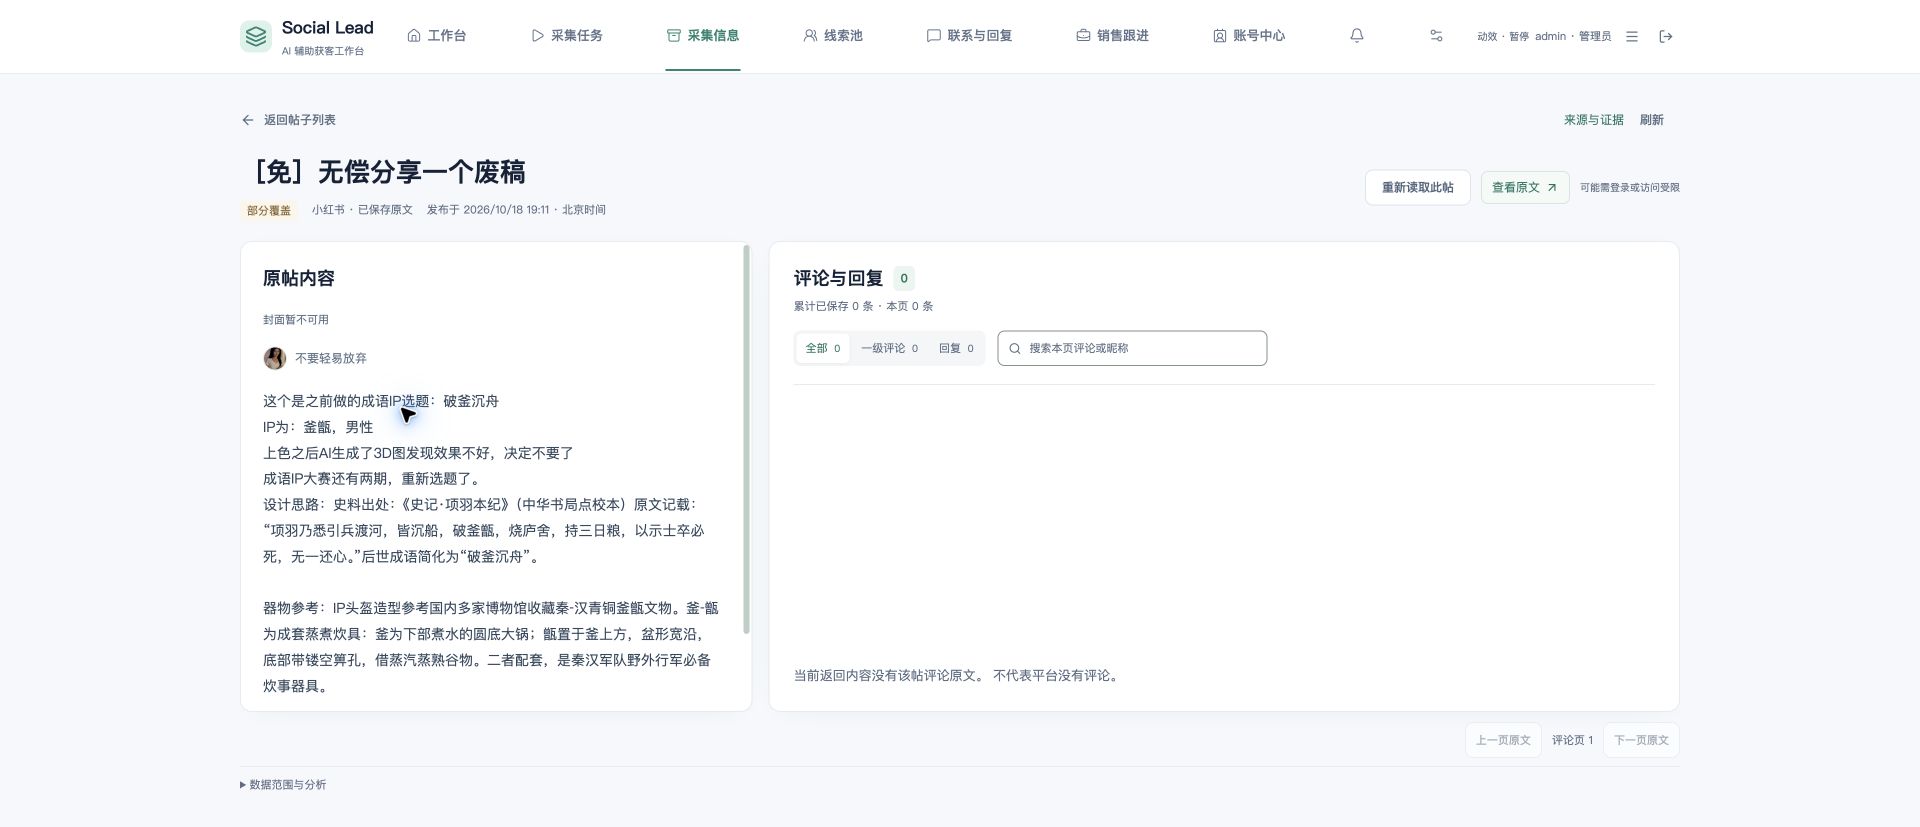 Social Lead
AI 辅助获客工作台
工作台
采集任务
采集信息
线索池
联系与回复
销售跟进
账号中心
动效 · 暂停 admin · 管理员
返回帖子列表
来源与证据 刷新
［免］无偿分享一个废稿
部分覆盖 小红书 · 已保存原文 发布于 2026/10/18 19:11 · 北京时间
重新读取此帖 查看原文 可能需登录或访问受限
原帖内容
封面暂不可用
不要轻易放弃
这个是之前做的成语IP选题：破釜沉舟
IP为：釜甑，男性
上色之后AI生成了3D图发现效果不好，决定不要了
成语IP大赛还有两期，重新选题了。
设计思路：史料出处：《史记·项羽本纪》（中华书局点校本）原文记载：
“项羽乃悉引兵渡河，皆沉船，破釜甑，烧庐舍，持三日粮，以示士卒必
死，无一还心。”后世成语简化为“破釜沉舟”。
器物参考：IP头盔造型参考国内多家博物馆收藏秦-汉青铜釜甑文物。釜-甑
为成套蒸煮炊具：釜为下部煮水的圆底大锅；甑置于釜上方，盆形宽沿，
底部带镂空箅孔，借蒸汽蒸熟谷物。二者配套，是秦汉军队野外行军必备
炊事器具。
评论与回复 0
累计已保存 0 条 · 本页 0 条
全部 0 一级评论 0 回复 0
搜索本页评论或昵称
当前返回内容没有该帖评论原文。 不代表平台没有评论。
上一页原文 评论页 1 下一页原文
数据范围与分析